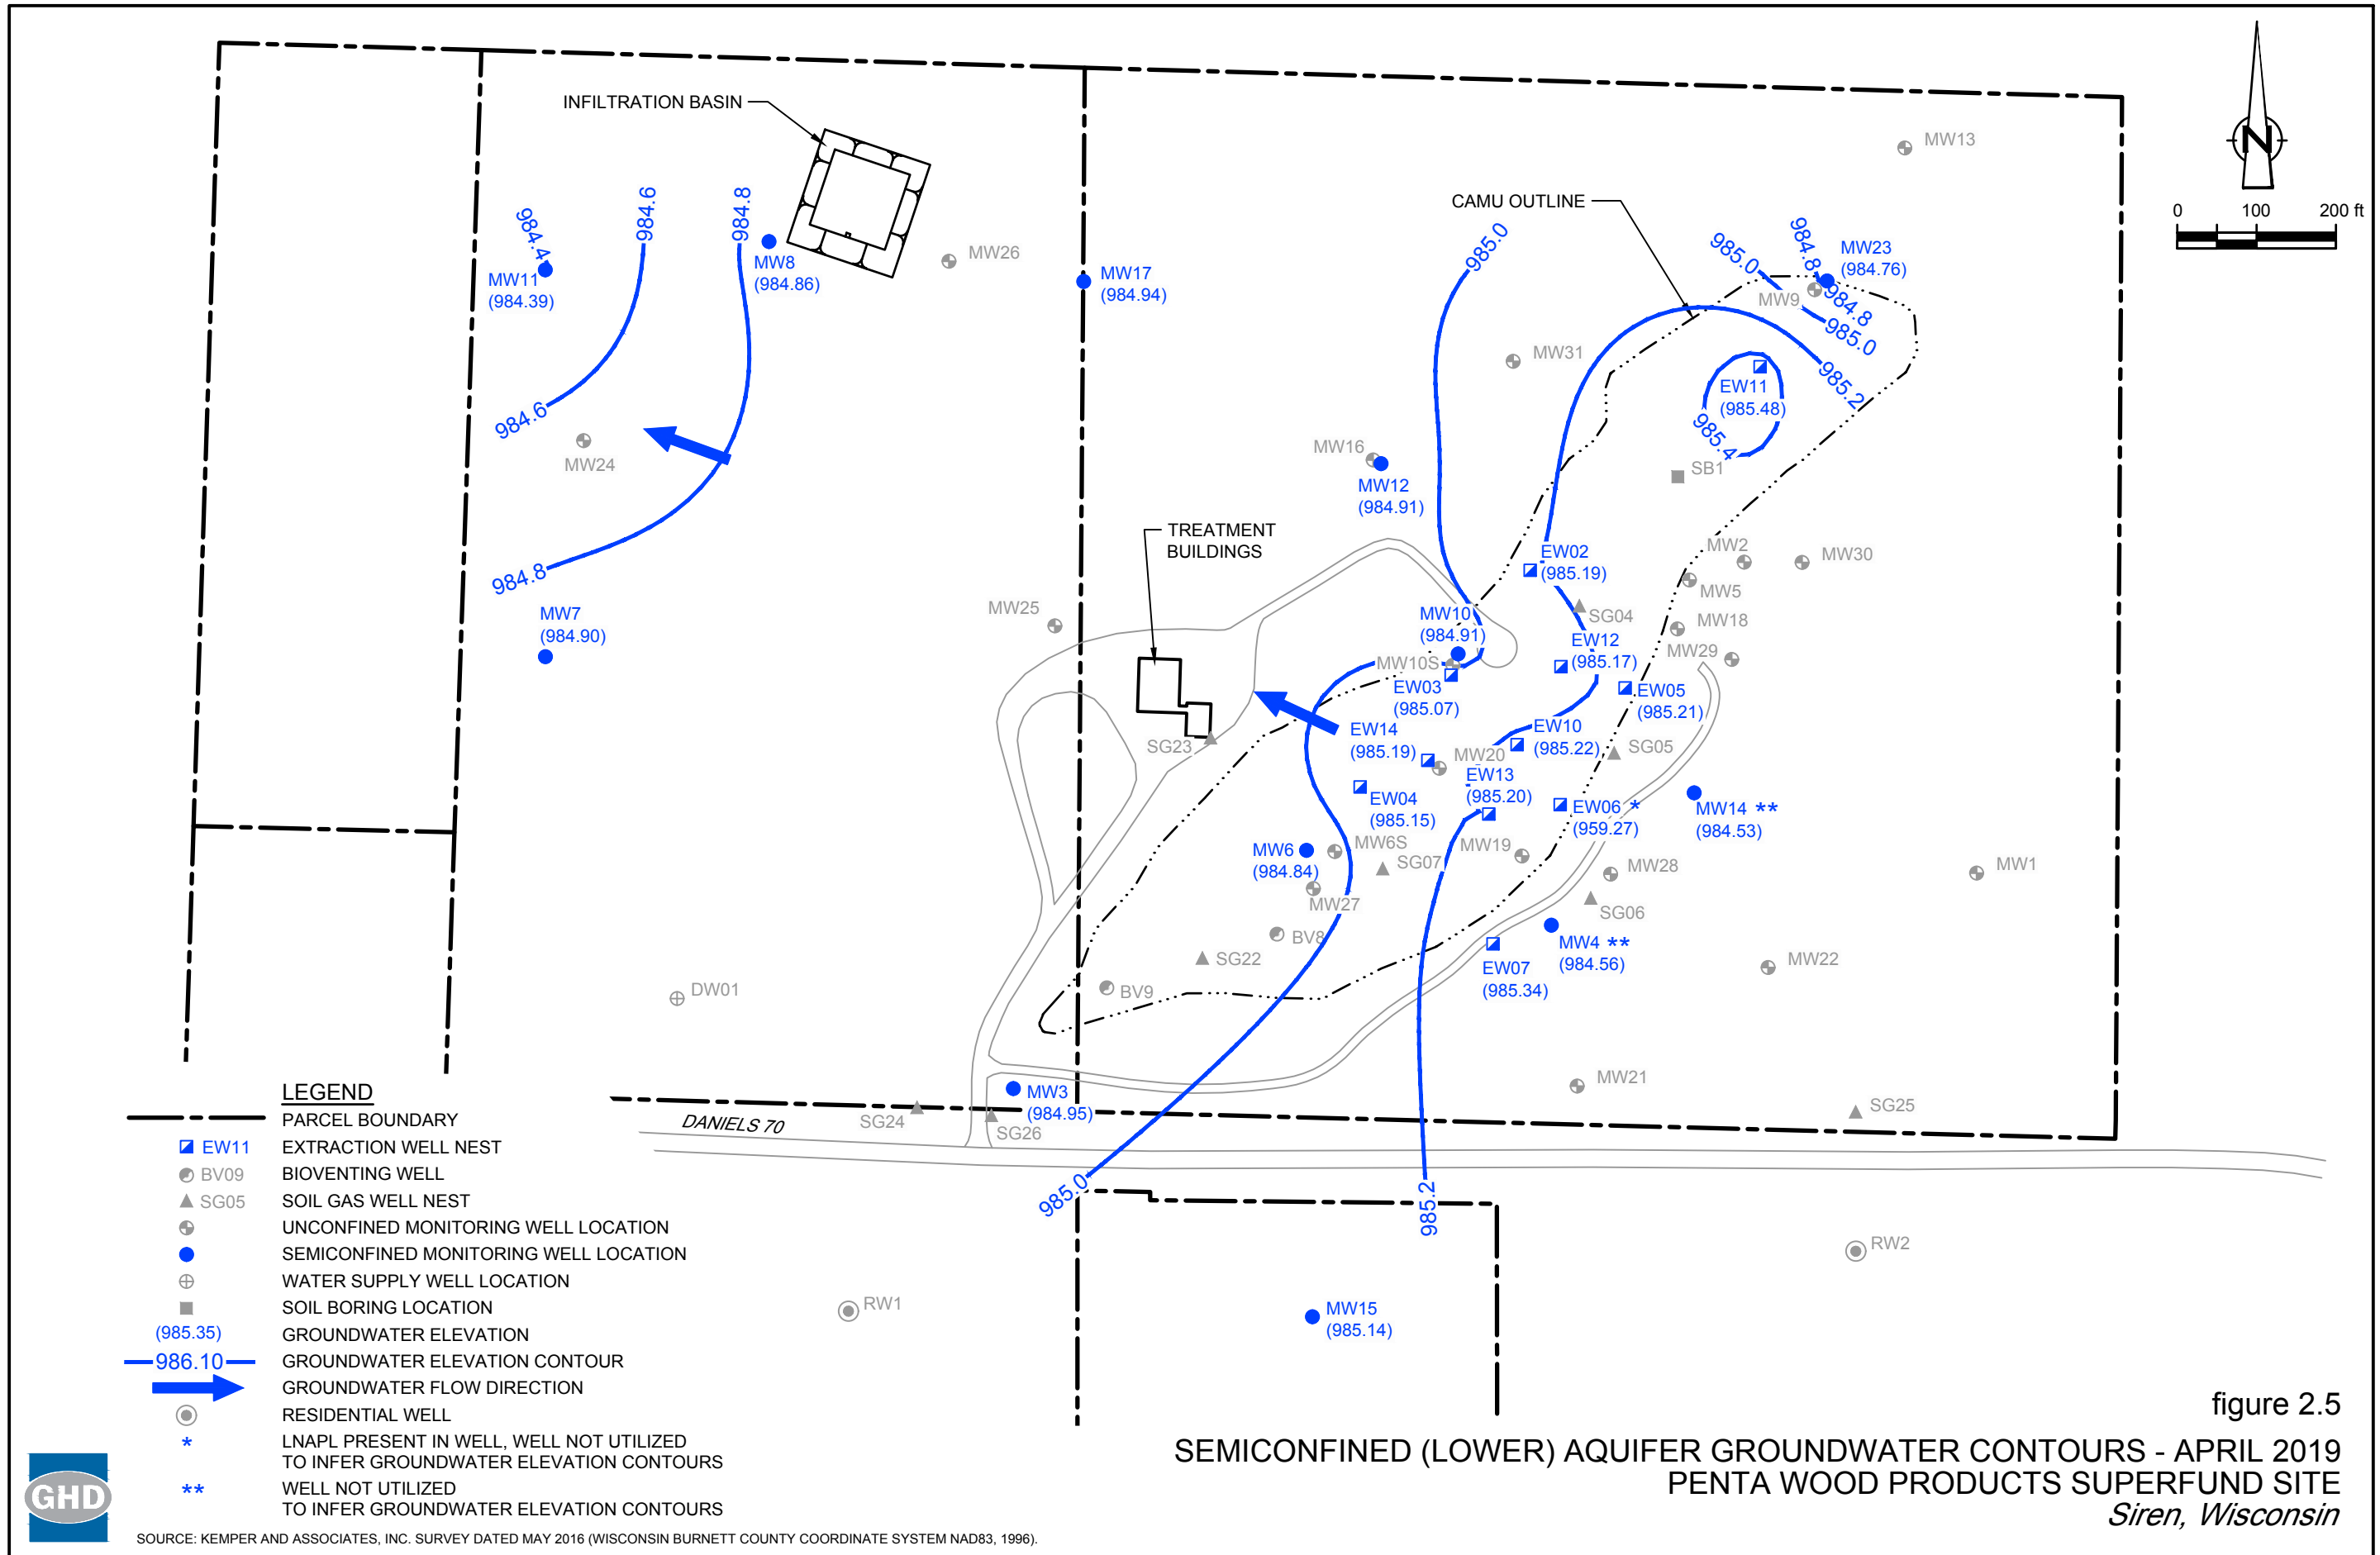 INFILTRATION BASIN
984.6
984.8
984.4
MW11
(984.39)
MW8
(984.86)
MW26
MW17
(984.94)
CAMU OUTLINE
985.0
985.0
984.8
MW23
(984.76)
MW9
984.8
985.0
MW13
N
0 100 200 ft
MW31
EW11
(985.48)
985.2
985.4
984.6
MW24
MW16
MW12
(984.91)
SB1
TREATMENT
BUILDINGS
984.8
MW7
(984.90)
MW25
EW02
(985.19)
MW2
MW30
MW5
SG04
MW18
MW10
(984.91)
MW10S
EW12
(985.17)
MW29
EW03
(985.07)
EW05
(985.21)
EW14
(985.19)
EW10
(985.22)
SG05
SG23
MW20
EW13
(985.20)
EW04
(985.15)
EW06 *
(959.27)
MW14 **
(984.53)
MW6
(984.84)
MW6S
SG07
MW19
MW28
MW1
MW27
SG06
BV8
MW4 **
(984.56)
SG22
EW07
(985.34)
MW22
DW01
BV9
MW3
(984.95)
MW21
SG24
SG26
SG25
DANIELS 70
985.0
985.2
RW2
RW1
MW15
(985.14)
LEGEND
PARCEL BOUNDARY
EW11 EXTRACTION WELL NEST
BV09 BIOVENTING WELL
SG05 SOIL GAS WELL NEST
UNCONFINED MONITORING WELL LOCATION
SEMICONFINED MONITORING WELL LOCATION
WATER SUPPLY WELL LOCATION
SOIL BORING LOCATION
(985.35) GROUNDWATER ELEVATION
986.10 GROUNDWATER ELEVATION CONTOUR
GROUNDWATER FLOW DIRECTION
RESIDENTIAL WELL
* LNAPL PRESENT IN WELL, WELL NOT UTILIZED
TO INFER GROUNDWATER ELEVATION CONTOURS
** WELL NOT UTILIZED
TO INFER GROUNDWATER ELEVATION CONTOURS
GHD
SOURCE: KEMPER AND ASSOCIATES, INC. SURVEY DATED MAY 2016 (WISCONSIN BURNETT COUNTY COORDINATE SYSTEM NAD83, 1996).
figure 2.5
SEMICONFINED (LOWER) AQUIFER GROUNDWATER CONTOURS - APRIL 2019
PENTA WOOD PRODUCTS SUPERFUND SITE
Siren, Wisconsin